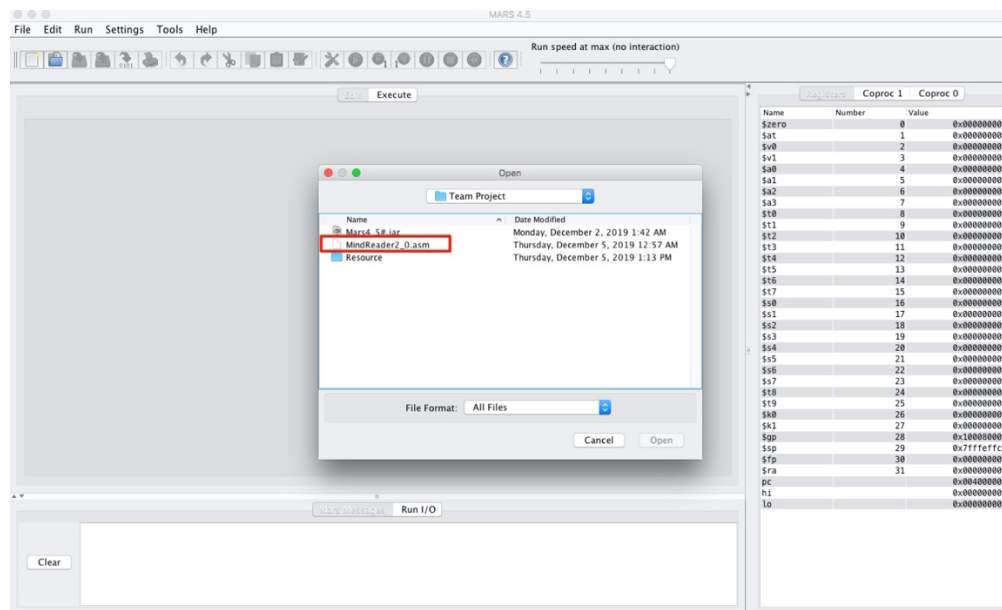 MARS 4.5
File Edit Run Settings Tools Help
Run speed at max (no interaction)
Edit Execute
Registers Coproc 1 Coproc 0
Name Number Value
$zero 0 0x00000000
$at 1 0x00000000
$v0 2 0x00000000
$v1 3 0x00000000
$a0 4 0x00000000
$a1 5 0x00000000
$a2 6 0x00000000
$a3 7 0x00000000
$t0 8 0x00000000
$t1 9 0x00000000
$t2 10 0x00000000
$t3 11 0x00000000
$t4 12 0x00000000
$t5 13 0x00000000
$t6 14 0x00000000
$t7 15 0x00000000
$s0 16 0x00000000
$s1 17 0x00000000
$s2 18 0x00000000
$s3 19 0x00000000
$s4 20 0x00000000
$s5 21 0x00000000
$s6 22 0x00000000
$s7 23 0x00000000
$t8 24 0x00000000
$t9 25 0x00000000
$k0 26 0x00000000
$k1 27 0x00000000
$gp 28 0x10008000
$sp 29 0x7fffeffc
$fp 30 0x00000000
$ra 31 0x00000000
pc 0x00400000
hi 0x00000000
lo 0x00000000
Open
Team Project
Name Date Modified
Mars4_5#.jar Monday, December 2, 2019 1:42 AM
MindReader2_0.asm Thursday, December 5, 2019 12:57 AM
Resource Thursday, December 5, 2019 1:13 PM
File Format: All Files
Cancel Open
Mars Messages Run I/O
Clear